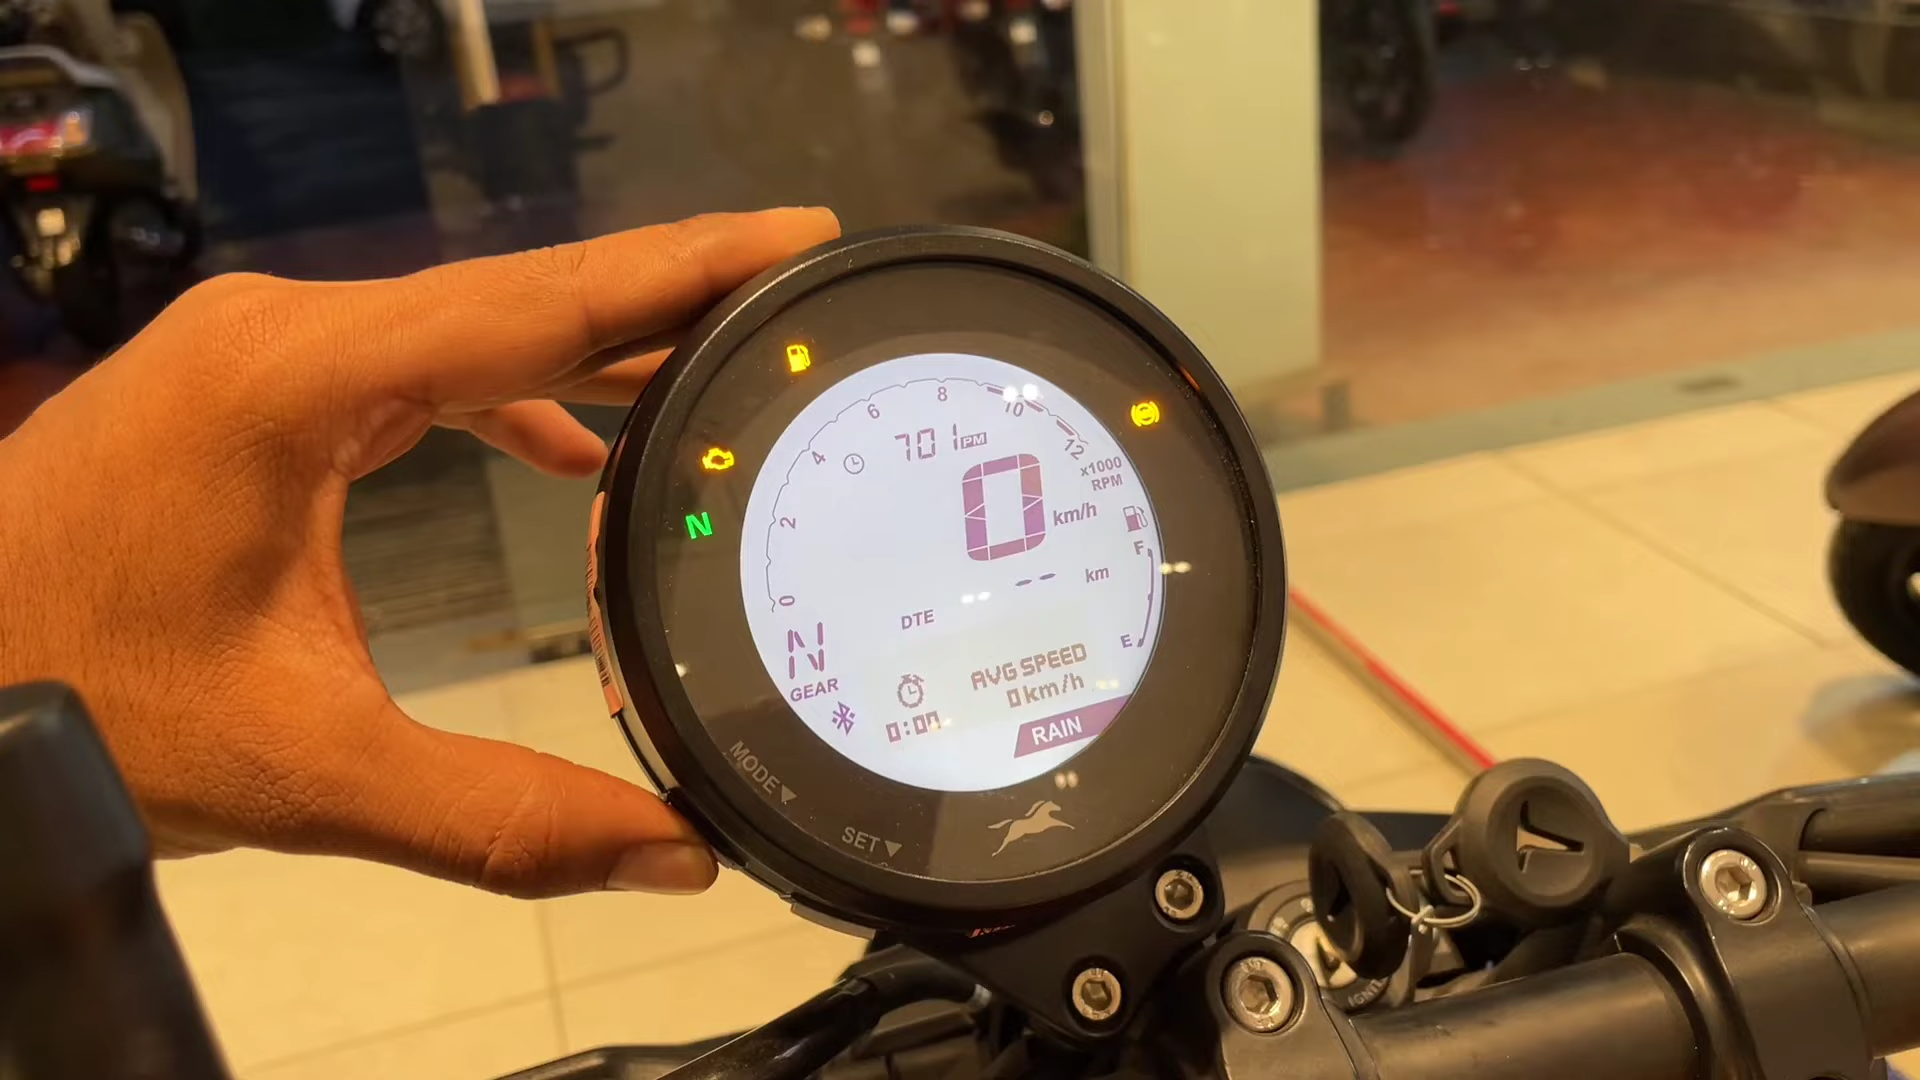 8
6
10
4
701 PM
12
x1000
RPM
N
2
0
km/h
F
-- km
0
DTE
E
N
GEAR
AVG SPEED
0km/h
0:00
RAIN
MODE▼
SET▼